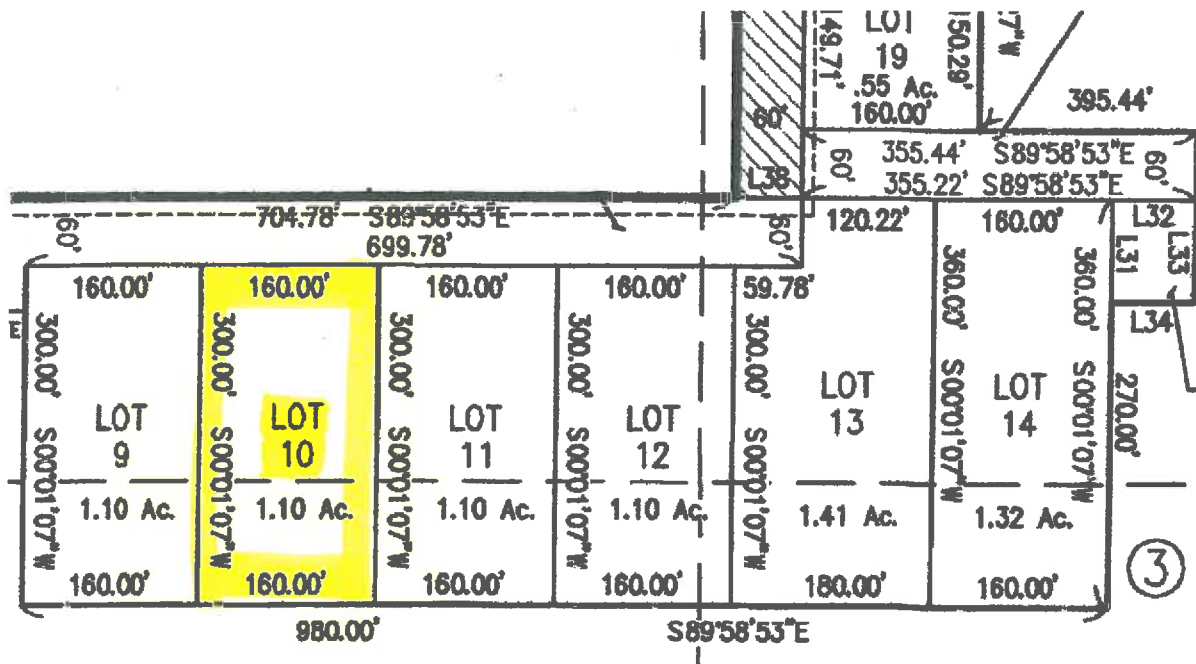 LOT
19
.55 Ac.
160.00'
49.71'
150.29'
7"W
395.44'
60'
L38
60'
355.44' S89°58'53"E
60'
355.22' S89°58'53"E
704.78' S89°58'53"E
60'
699.78'
60'
120.22'
160.00'
L32
L31
L33
L34
160.00'
160.00'
160.00'
160.00'
59.78'
300.00' S00°01'07"W
300.00' S00°01'07"W
300.00' S00°01'07"W
300.00' S00°01'07"W
300.00' S00°01'07"W
360.00' S00°01'07"W
360.00' S00°01'07"W
270.00'
LOT
9
1.10 Ac.
LOT
10
1.10 Ac.
LOT
11
1.10 Ac.
LOT
12
1.10 Ac.
LOT
13
1.41 Ac.
LOT
14
1.32 Ac.
3
160.00'
160.00'
160.00'
160.00'
180.00'
160.00'
980.00'
S89°58'53"E